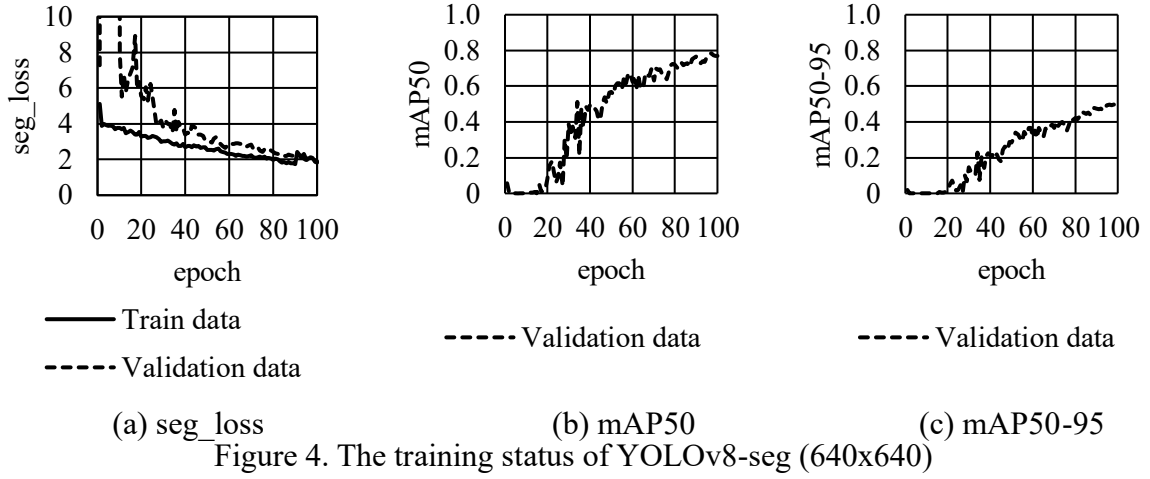 10
8
6
4
2
0
seg_loss
0 20 40 60 80 100
epoch
Train data
Validation data
(a) seg_loss
1.0
0.8
0.6
0.4
0.2
0
mAP50
0 20 40 60 80 100
epoch
Validation data
(b) mAP50
1.0
0.8
0.6
0.4
0.2
0
mAP50-95
0 20 40 60 80 100
epoch
Validation data
(c) mAP50-95
Figure 4. The training status of YOLOv8-seg (640x640)